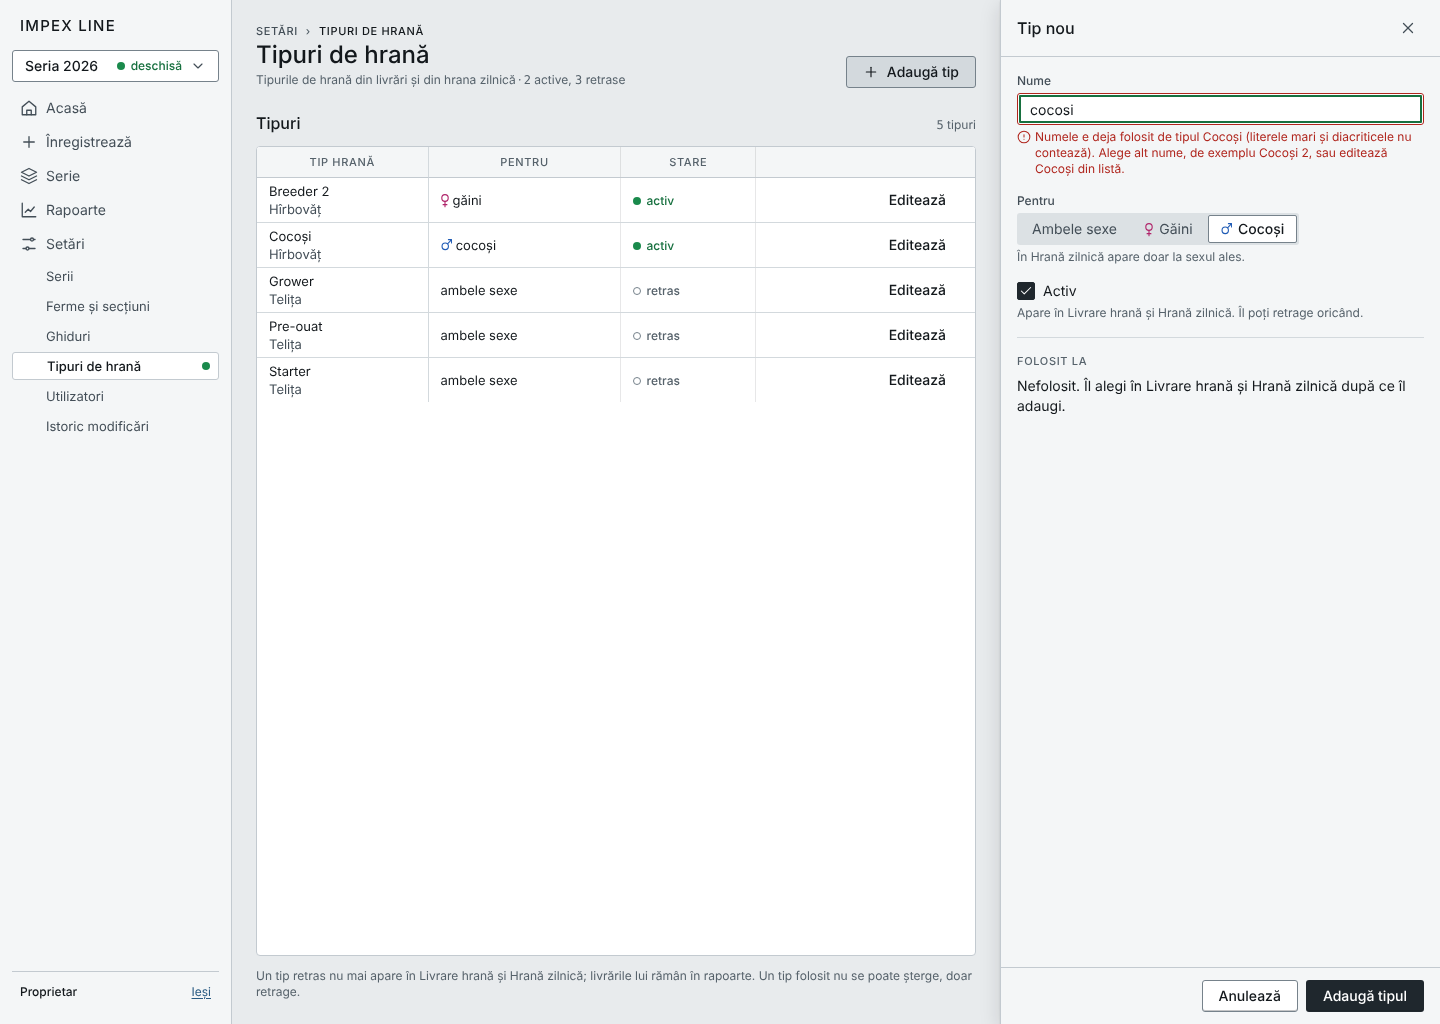 IMPEX LINE
Seria 2026 deschisă
Acasă
Înregistrează
Serie
Rapoarte
Setări
Serii
Ferme și secțiuni
Ghiduri
Tipuri de hrană
Utilizatori
Istoric modificări
Proprietar Ieși
SETĂRI › TIPURI DE HRANĂ
Tipuri de hrană
Tipurile de hrană din livrări și din hrana zilnică · 2 active, 3 retrase
Adaugă tip
Tipuri 5 tipuri
TIP HRANĂ PENTRU STARE
Breeder 2
Hîrbovăț
♀ găini activ Editează
Cocoși
Hîrbovăț
♂ cocoși activ Editează
Grower
Telița
ambele sexe retras Editează
Pre-ouat
Telița
ambele sexe retras Editează
Starter
Telița
ambele sexe retras Editează
Un tip retras nu mai apare în Livrare hrană și Hrană zilnică; livrările lui rămân în rapoarte. Un tip folosit nu se poate șterge, doar
retrage.
Tip nou
Nume
cocosi
Numele e deja folosit de tipul Cocoși (literele mari și diacriticele nu
contează). Alege alt nume, de exemplu Cocoși 2, sau editează
Cocoși din listă.
Pentru
Ambele sexe ♀ Găini ♂ Cocoși
În Hrană zilnică apare doar la sexul ales.
Activ
Apare în Livrare hrană și Hrană zilnică. Îl poți retrage oricând.
FOLOSIT LA
Nefolosit. Îl alegi în Livrare hrană și Hrană zilnică după ce îl
adaugi.
Anulează Adaugă tipul